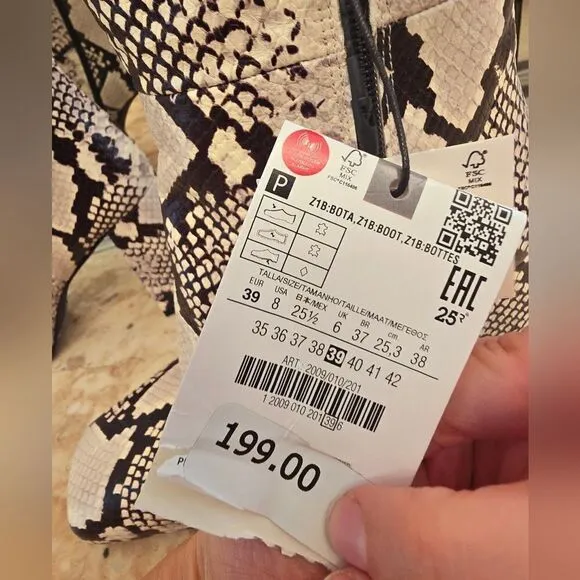 FSC
MIX
FSC
MIX
P
Z1B:BOTA, Z1B:BOOT, Z1B:BOTTES
TALLA/SIZE/TAMANHO/TAILLE/MAAT/ΜΕΓΕΘΟΣ
EUR USA 日本/MEX UK BR cm AR
39 8 25½ 6 37 25,3 38
35 36 37 38 39 40 41 42
ART. 2009/010/201
1 2009 010 201 39 6
EAC
199.00